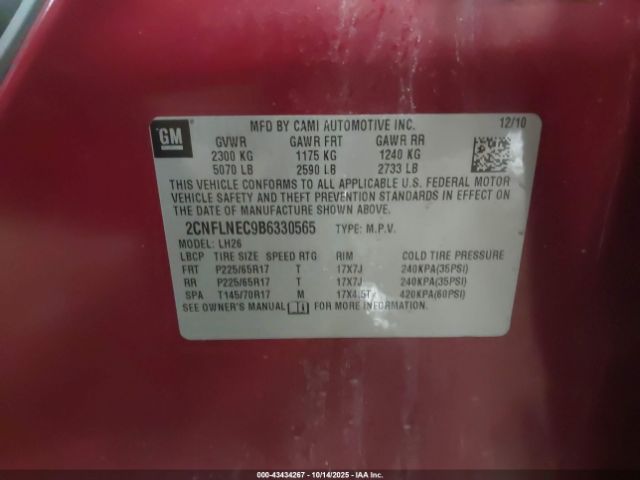 GM
MFD BY CAMI AUTOMOTIVE INC. 12/10
GVWR GAWR FRT GAWR RR
2300 KG 1175 KG 1240 KG
5070 LB 2590 LB 2733 LB
THIS VEHICLE CONFORMS TO ALL APPLICABLE U.S. FEDERAL MOTOR
VEHICLE SAFETY AND THEFT PREVENTION STANDARDS IN EFFECT ON
THE DATE OF MANUFACTURE SHOWN ABOVE.
2CNFLNEC9B6330565 TYPE: M.P.V.
MODEL: LH26
LBCP TIRE SIZE SPEED RTG RIM COLD TIRE PRESSURE
FRT P225/65R17 T 17X7J 240KPA(35PSI)
RR P225/65R17 T 17X7J 240KPA(35PSI)
SPA T145/70R17 M 17X4.5T 420KPA(60PSI)
SEE OWNER'S MANUAL FOR MORE INFORMATION.
000-43434267 - 10/14/2025 - IAA Inc.